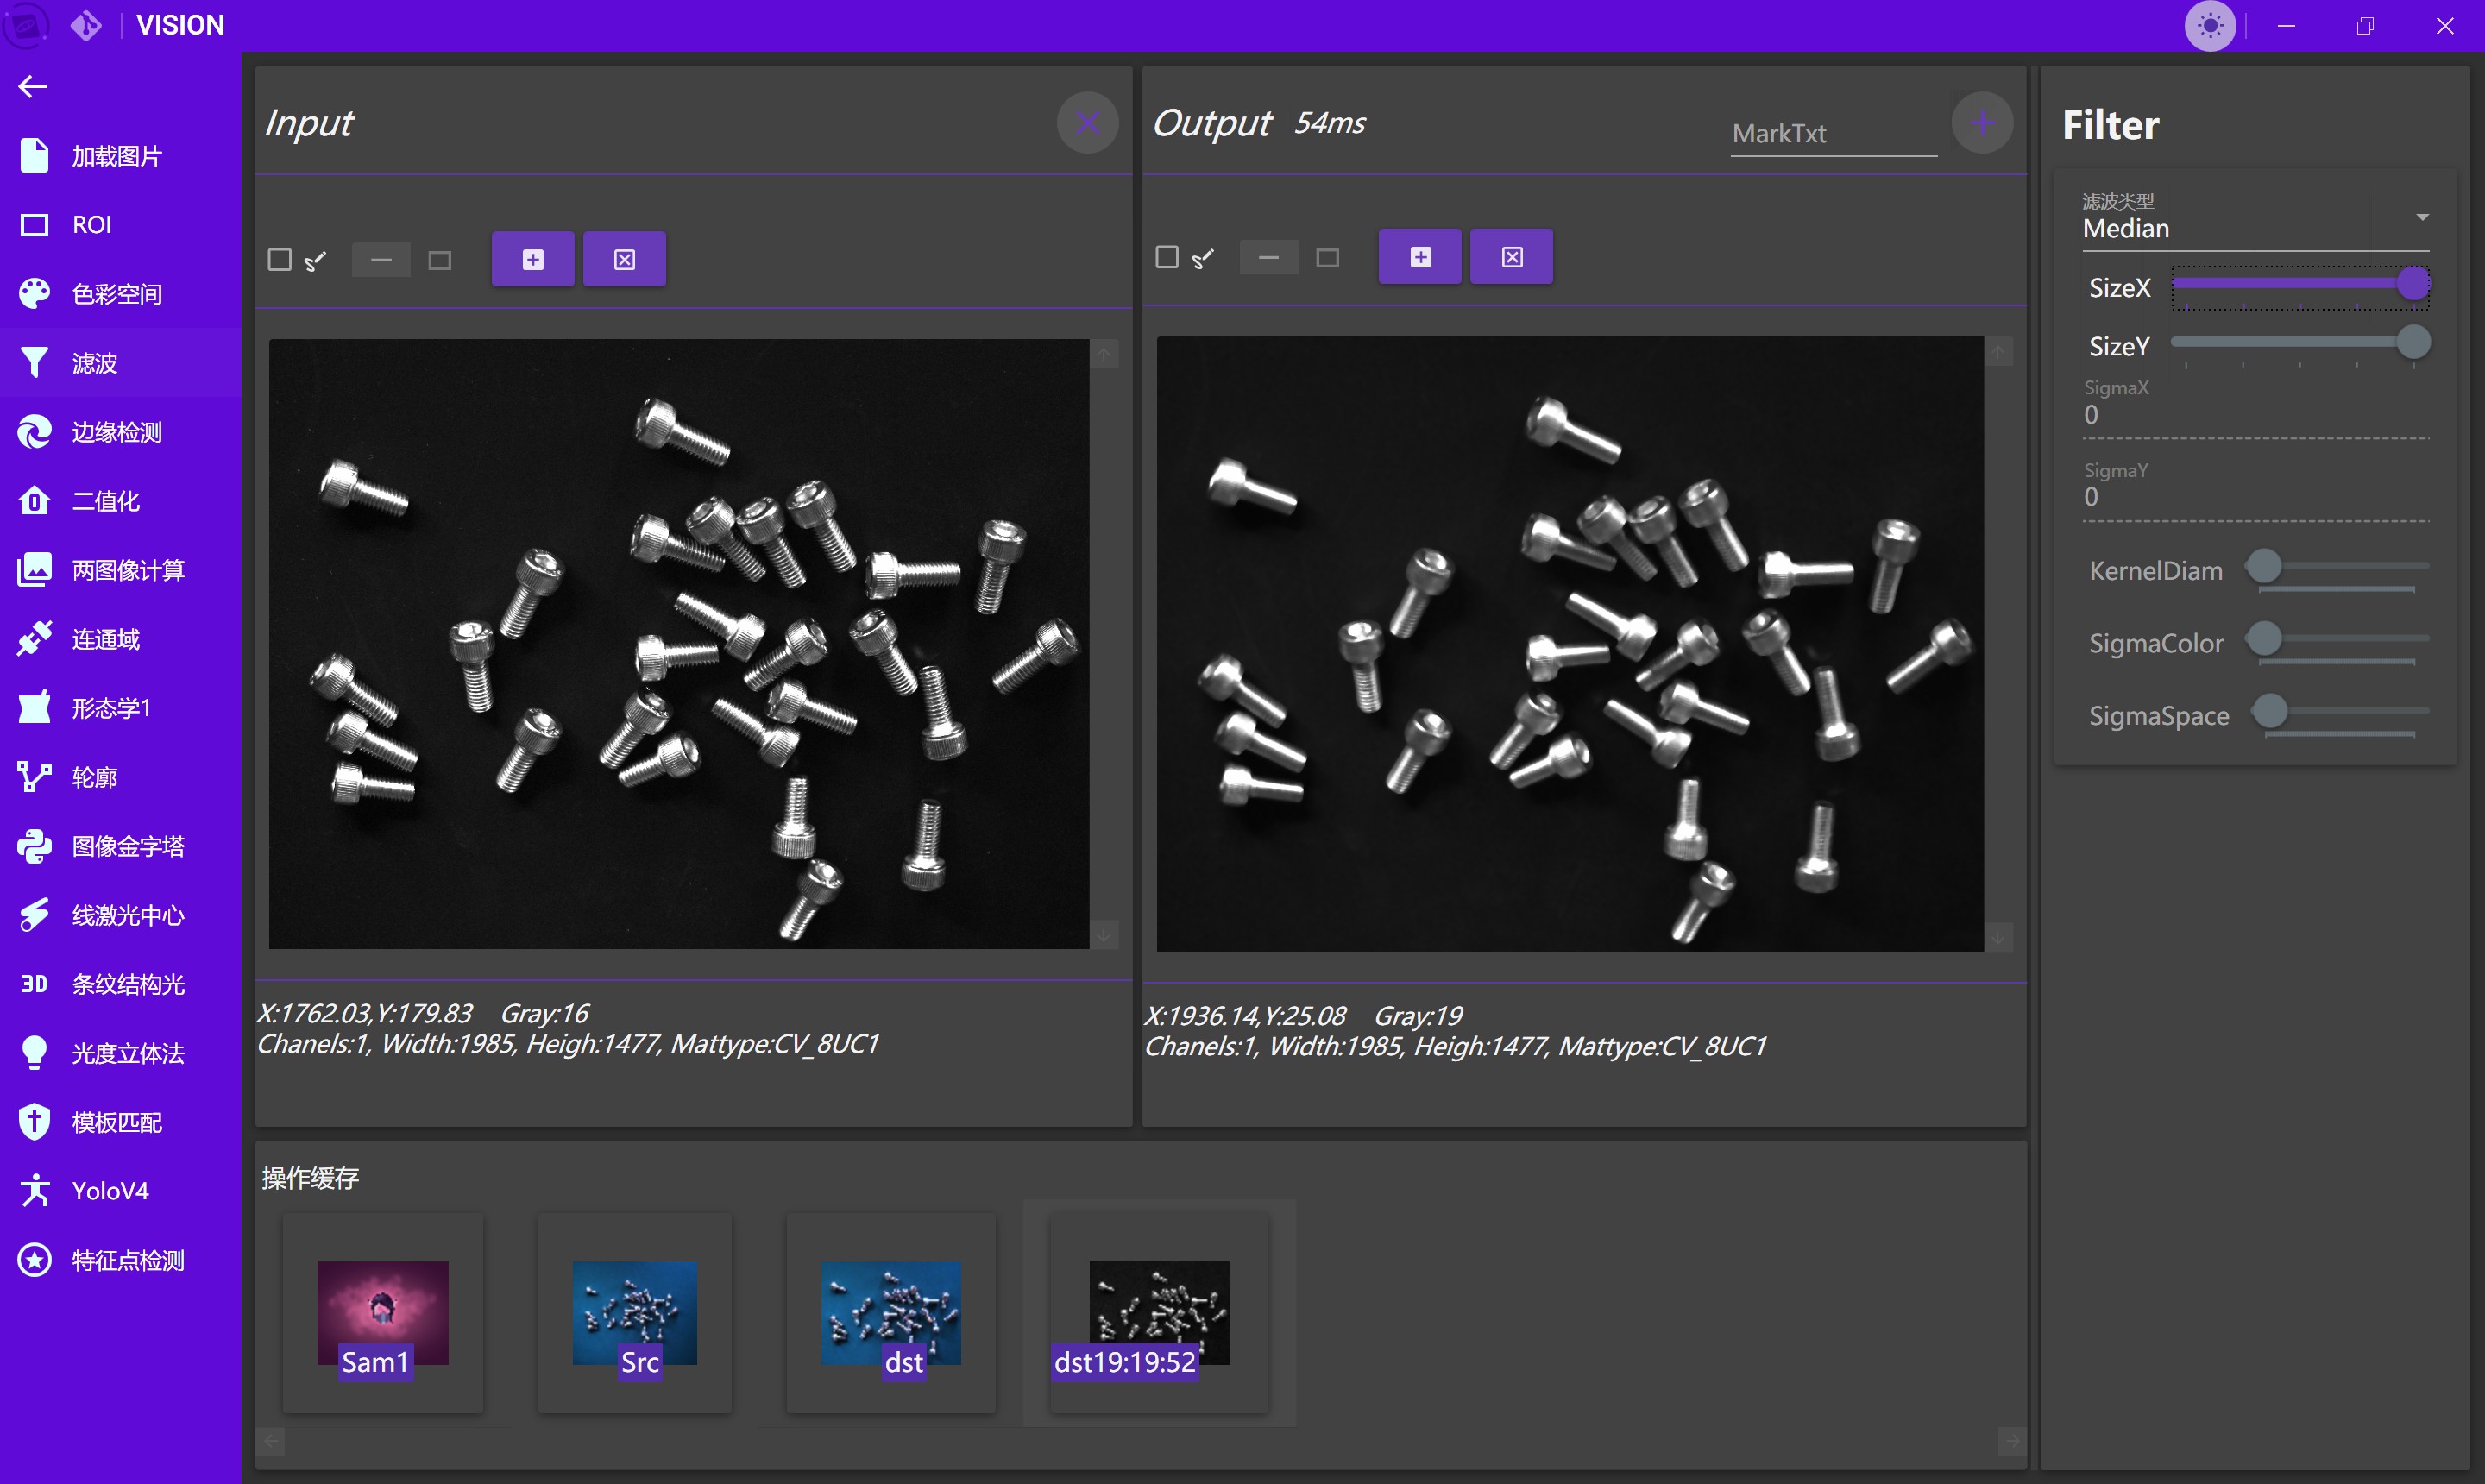 VISION
加载图片
ROI
色彩空间
滤波
边缘检测
二值化
两图像计算
连通域
形态学1
轮廓
图像金字塔
线激光中心
3D 条纹结构光
光度立体法
模板匹配
YoloV4
特征点检测
Input
X:1762.03,Y:179.83 Gray:16
Chanels:1, Width:1985, Heigh:1477, Mattype:CV_8UC1
Output 54ms
MarkTxt
X:1936.14,Y:25.08 Gray:19
Chanels:1, Width:1985, Heigh:1477, Mattype:CV_8UC1
操作缓存
Sam1
Src
dst
dst19:19:52
Filter
滤波类型
Median
SizeX
SizeY
SigmaX
0
SigmaY
0
KernelDiam
SigmaColor
SigmaSpace